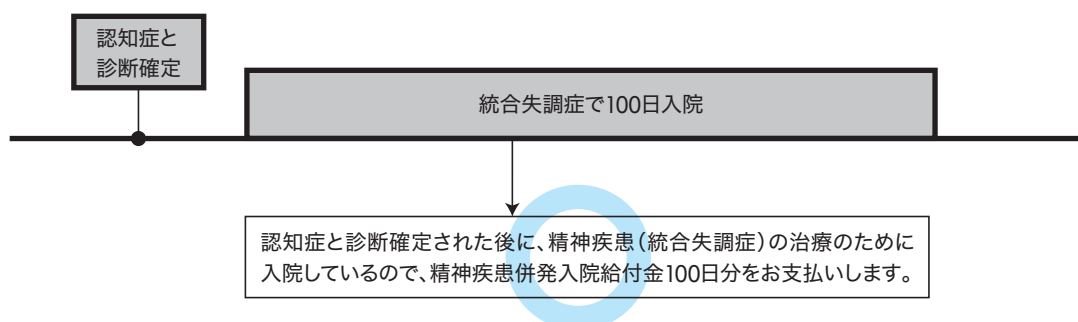 認知症と
診断確定
統合失調症で100日入院
認知症と診断確定された後に、精神疾患(統合失調症)の治療のために
入院しているので、精神疾患併発入院給付金100日分をお支払いします。